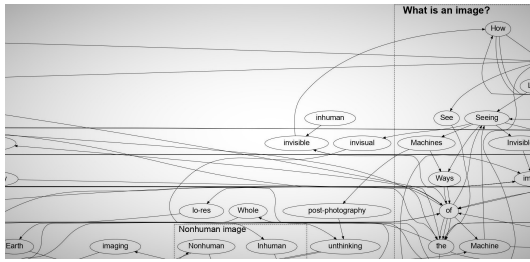 What is an image?
How
inhuman
See
Seeing
invisible
invisual
Machines
Ways
lo-res
Whole
post-photography
of
Nonhuman image
Earth
imaging
Nonhuman
Inhuman
unthinking
the
Machine